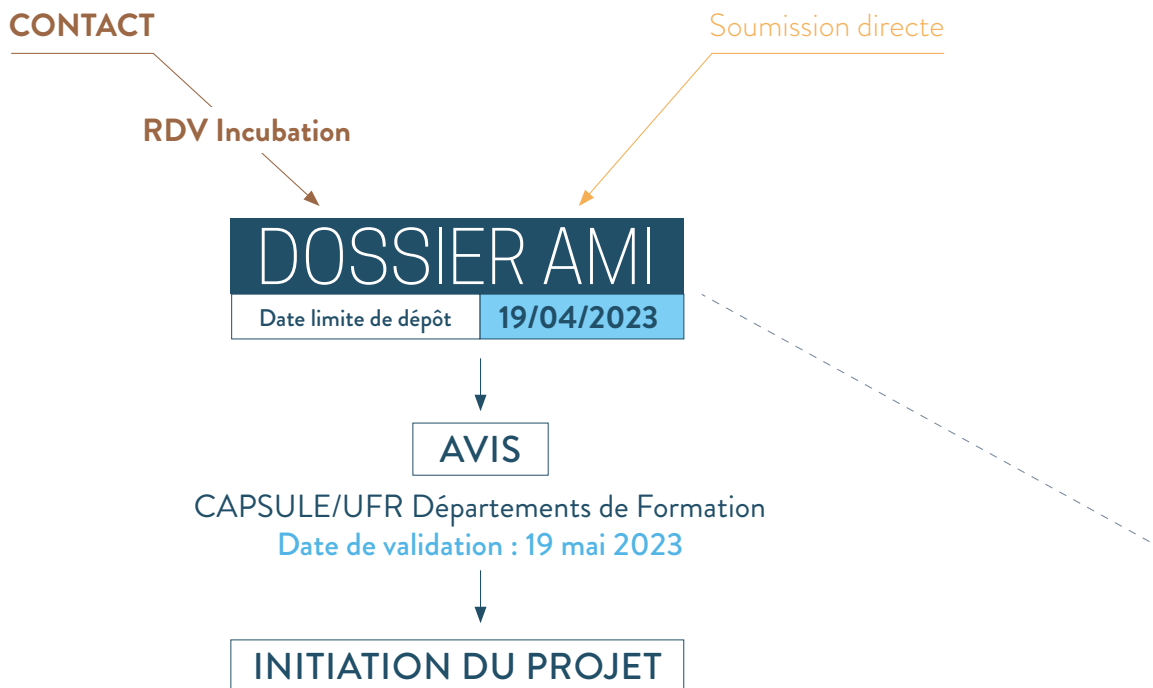 CONTACT
Soumission directe
RDV Incubation
DOSSIER AMI
Date limite de dépôt
19/04/2023
AVIS
CAPSULE/UFR Départements de Formation
Date de validation : 19 mai 2023
INITIATION DU PROJET